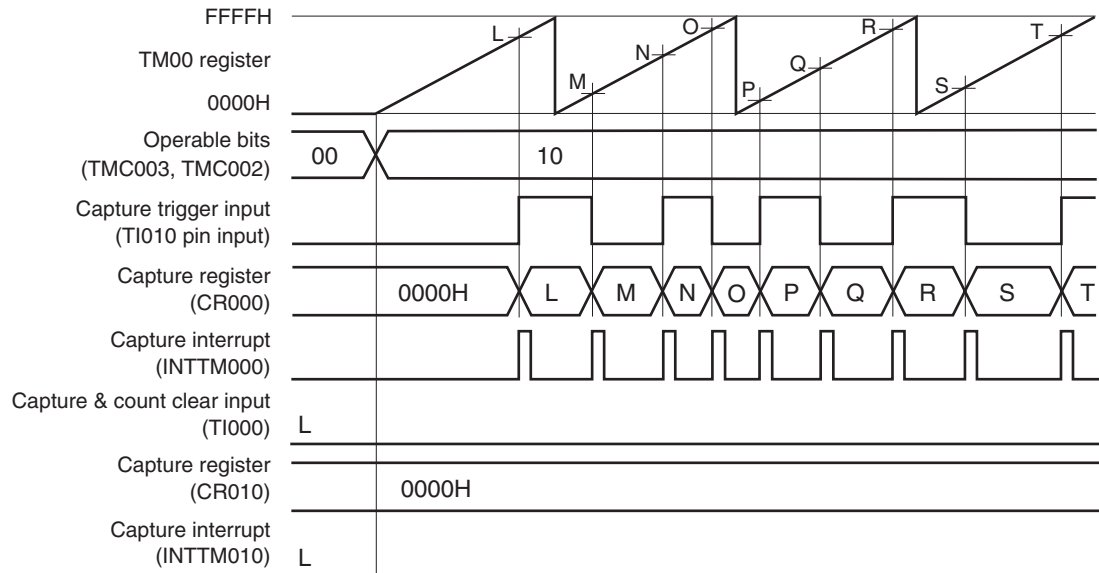 FFFFH
TM00 register
0000H
L
M
N
O
P
Q
R
S
T
Operable bits
(TMC003, TMC002)
00
10
Capture trigger input
(TI010 pin input)
Capture register
(CR000)
0000H
L
M
N
O
P
Q
R
S
T
Capture interrupt
(INTTM000)
Capture & count clear input
(TI000)
L
Capture register
(CR010)
0000H
Capture interrupt
(INTTM010)
L